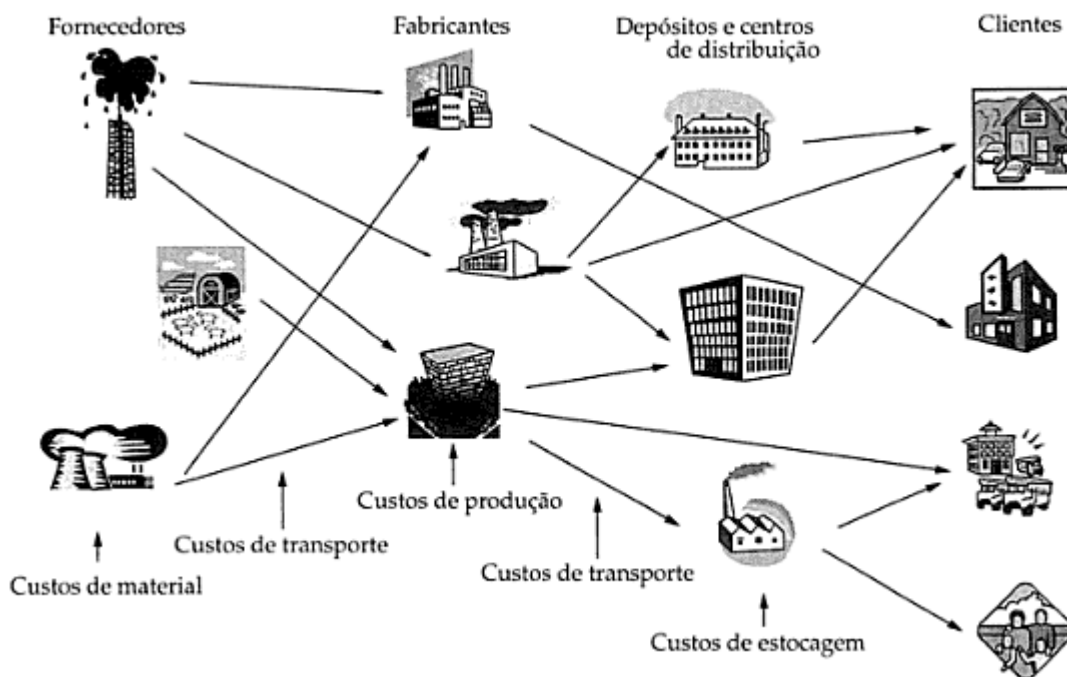 Fornecedores
Fabricantes
Depósitos e centros
de distribuição
Clientes
Custos de produção
Custos de transporte
Custos de transporte
Custos de material
Custos de estocagem